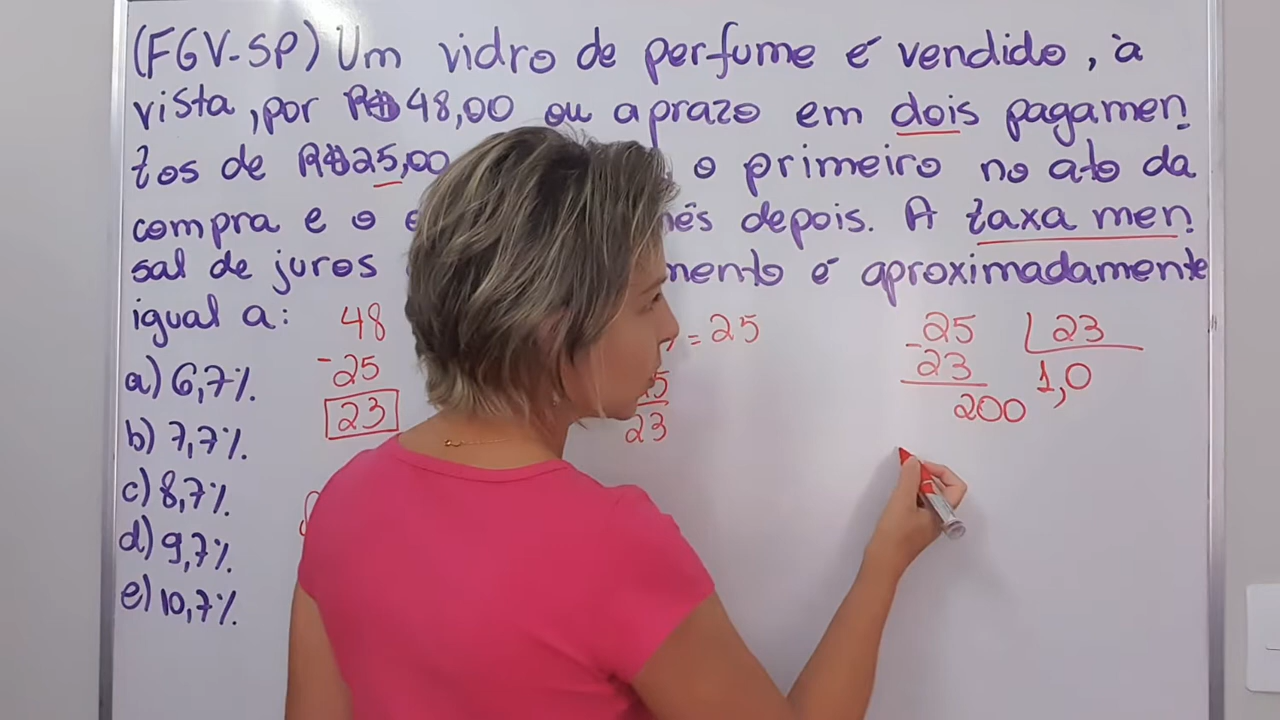 (FGV-SP) Um vidro de perfume é vendido, à
vista, por R$ 48,00 ou a prazo em dois pagamen
tos de R$ 25,00 o primeiro no ato da
compra e o mês depois. A taxa men
sal de juros é aproximadamente
igual a:
a) 6,7%.
b) 7,7%.
c) 8,7%.
d) 9,7%.
e) 10,7%.
48
- 25
23
= 25
23
25 23
- 23 1,0
200